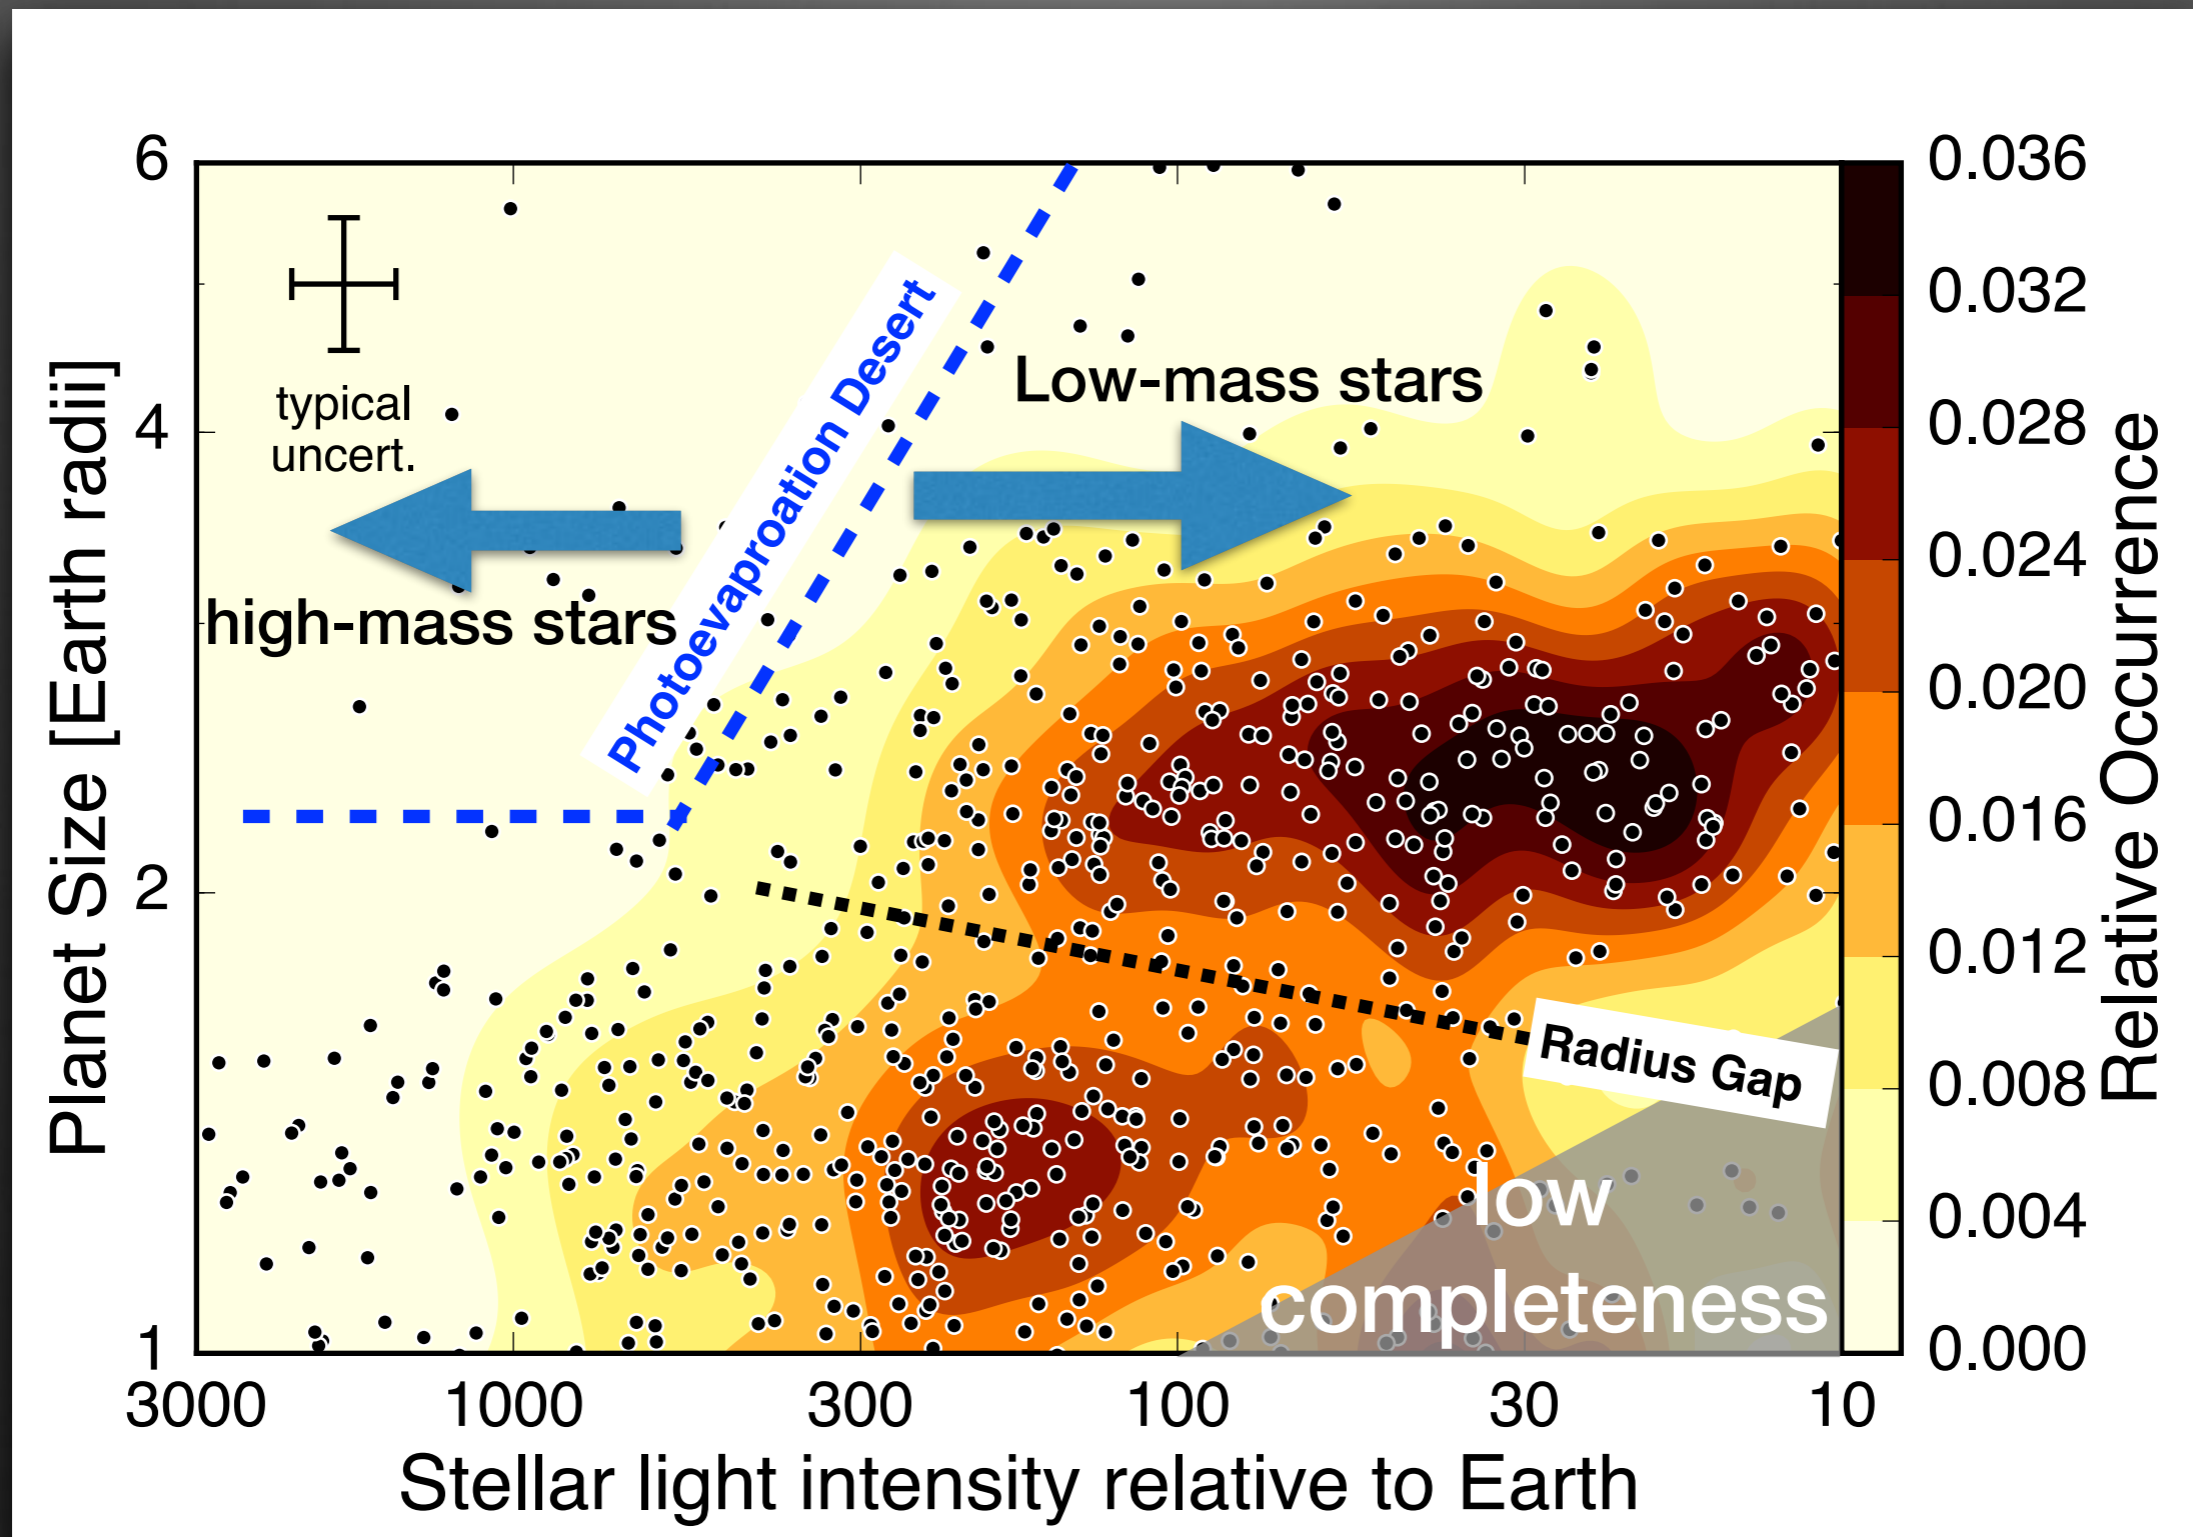 6
4
2
1
Planet Size [Earth radii]
typical
uncert.
high-mass stars
Photoevaproation Desert
Low-mass stars
Radius Gap
low
completeness
3000 1000 300 100 30 10
Stellar light intensity relative to Earth
0.036
0.032
0.028
0.024
0.020
0.016
0.012
0.008
0.004
0.000
Relative Occurrence